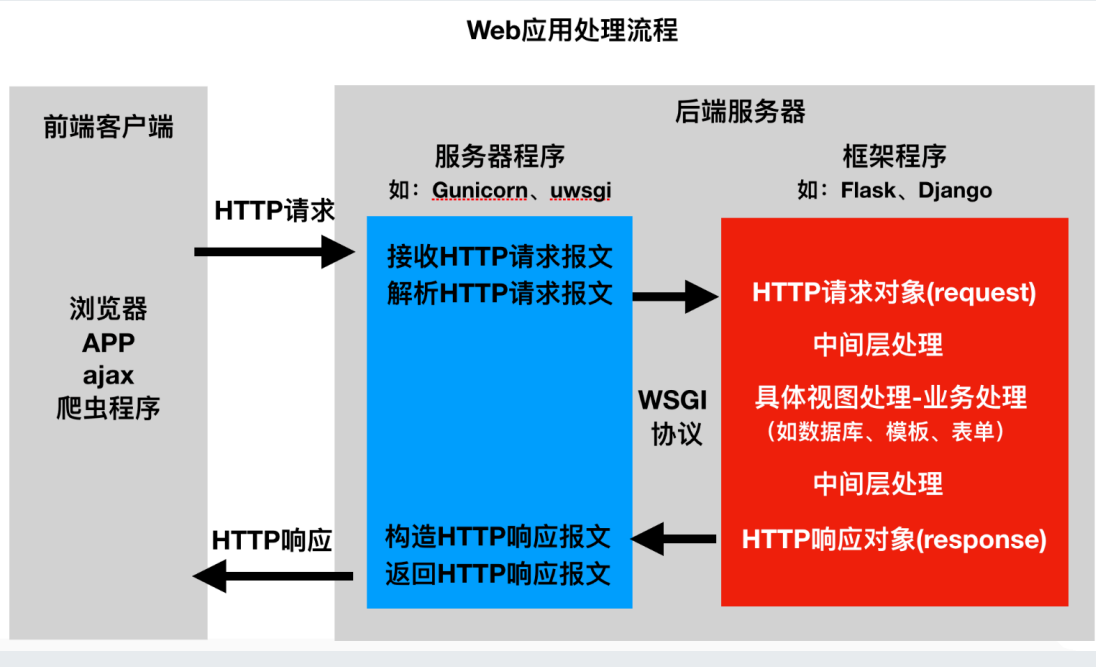 Web应用处理流程
前端客户端
浏览器
APP
ajax
爬虫程序
HTTP请求
HTTP响应
后端服务器
服务器程序
如：Gunicorn、uwsgi
接收HTTP请求报文
解析HTTP请求报文
构造HTTP响应报文
返回HTTP响应报文
WSGI
协议
框架程序
如：Flask、Django
HTTP请求对象(request)
中间层处理
具体视图处理-业务处理
（如数据库、模板、表单）
中间层处理
HTTP响应对象(response)